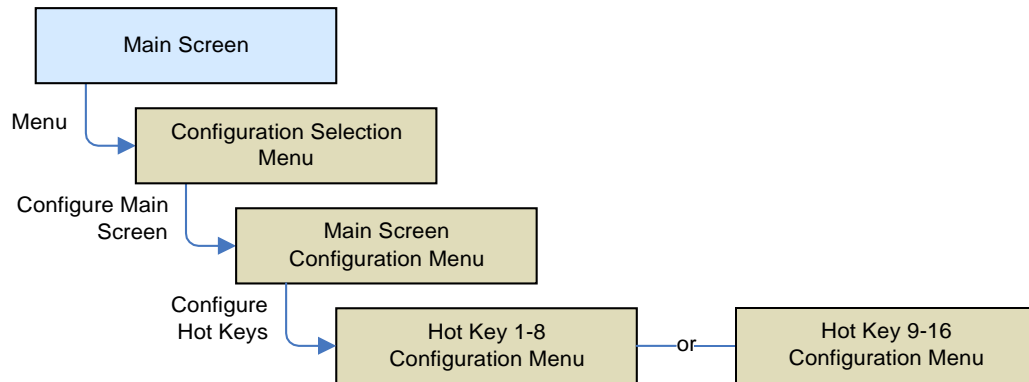 Main Screen
Menu
Configuration Selection
Menu
Configure Main
Screen
Main Screen
Configuration Menu
Configure
Hot Keys
Hot Key 1-8
Configuration Menu
or
Hot Key 9-16
Configuration Menu